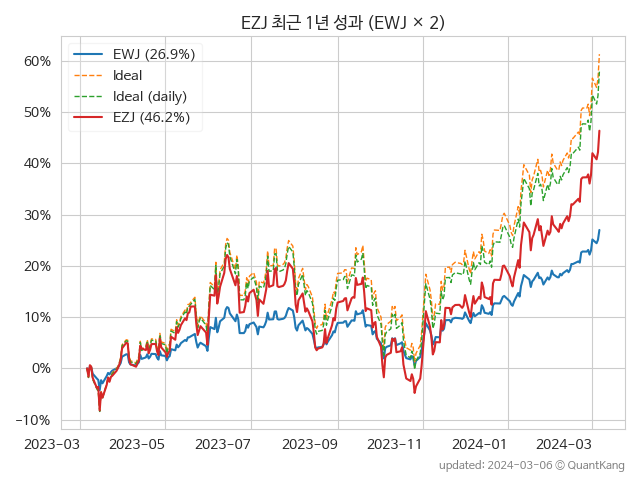 EZJ 최근 1년 성과 (EWJ × 2)
EWJ (26.9%)
Ideal
Ideal (daily)
EZJ (46.2%)
60%
50%
40%
30%
20%
10%
0%
−10%
2023-03
2023-05
2023-07
2023-09
2023-11
2024-01
2024-03
updated: 2024-03-06 © QuantKang